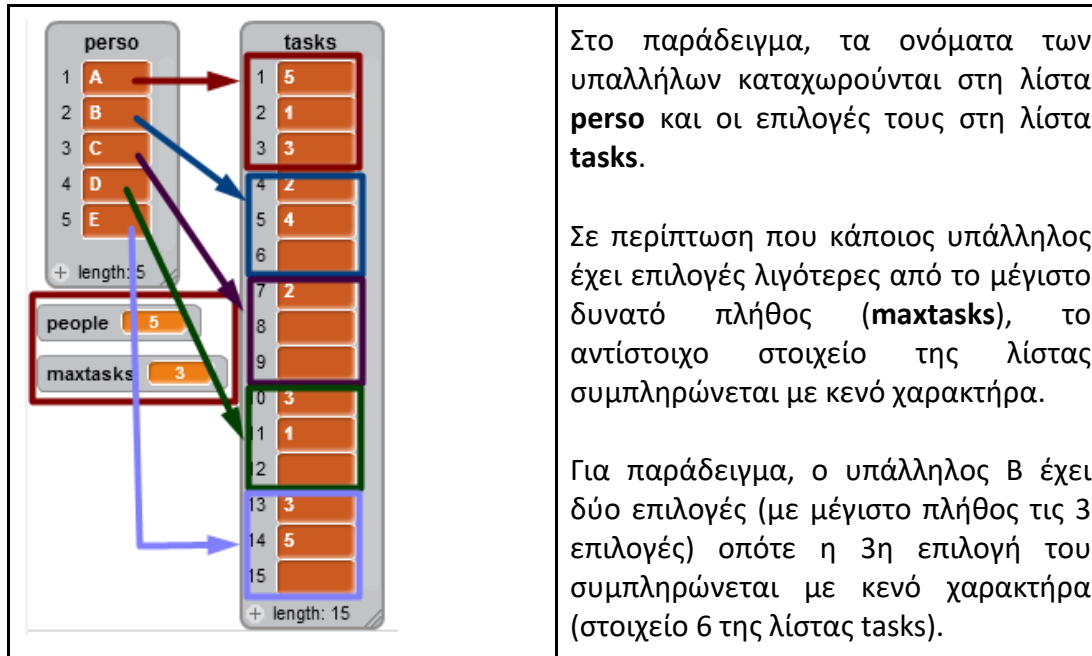 perso
1 A
2 B
3 C
4 D
5 E
+ length: 5
people 5
maxtasks 3
tasks
1 5
2 1
3 3
4 2
5 4
6
7 2
8
9
10 3
11 1
12
13 3
14 5
15
+ length: 15
Στο παράδειγμα, τα ονόματα των
υπαλλήλων καταχωρούνται στη λίστα
perso και οι επιλογές τους στη λίστα
tasks.
Σε περίπτωση που κάποιος υπάλληλος
έχει επιλογές λιγότερες από το μέγιστο
δυνατό πλήθος (maxtasks), το
αντίστοιχο στοιχείο της λίστας
συμπληρώνεται με κενό χαρακτήρα.
Για παράδειγμα, ο υπάλληλος Β έχει
δύο επιλογές (με μέγιστο πλήθος τις 3
επιλογές) οπότε η 3η επιλογή του
συμπληρώνεται με κενό χαρακτήρα
(στοιχείο 6 της λίστας tasks).